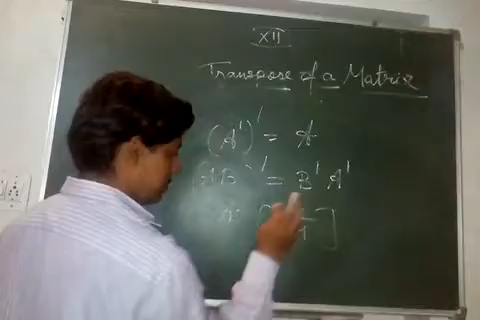 XII
Transpose of a Matrix
(A')' = A
(AB)' = B' A'